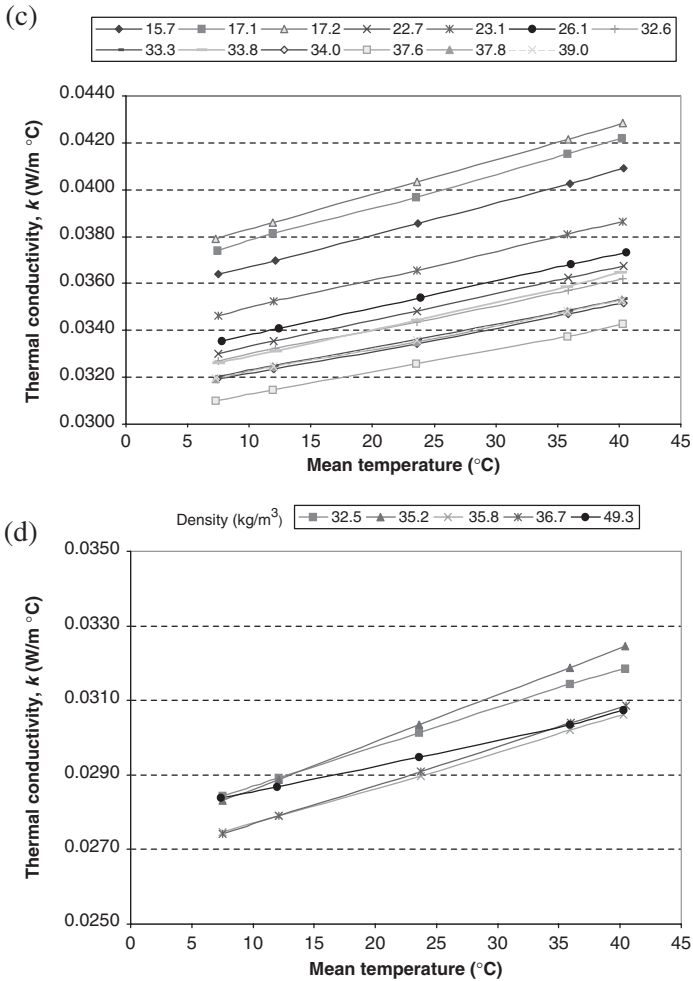 (c)
15.7 17.1 17.2 22.7 23.1 26.1 32.6
33.3 33.8 34.0 37.6 37.8 39.0
Thermal conductivity, k (W/m °C)
0.0440
0.0420
0.0400
0.0380
0.0360
0.0340
0.0320
0.0300
0 5 10 15 20 25 30 35 40 45
Mean temperature (°C)
(d)
Density (kg/m³) 32.5 35.2 35.8 36.7 49.3
Thermal conductivity, k (W/m °C)
0.0350
0.0330
0.0310
0.0290
0.0270
0.0250
0 5 10 15 20 25 30 35 40 45
Mean temperature (°C)